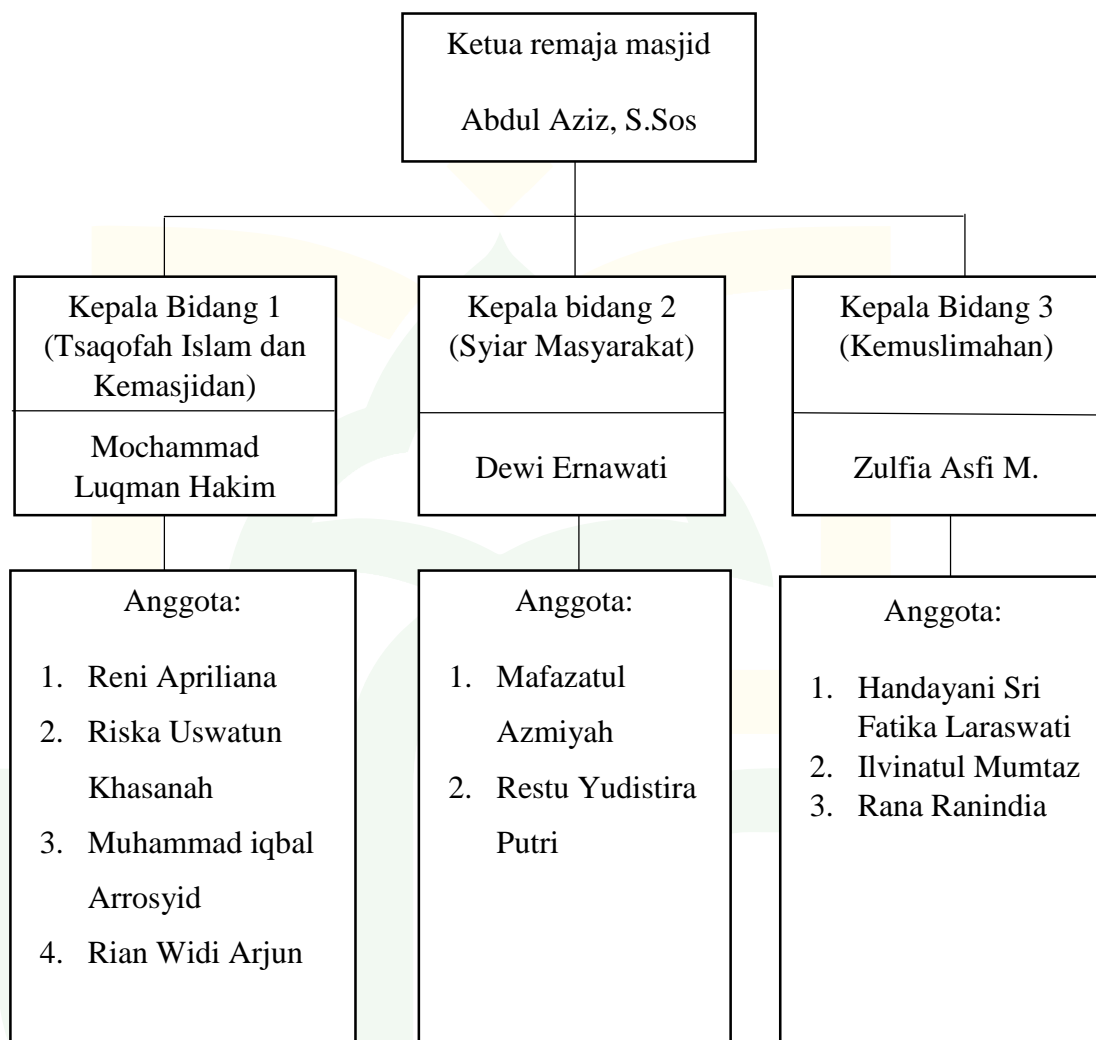 Ketua remaja masjid
Abdul Aziz, S.Sos
Kepala Bidang 1
(Tsaqofah Islam dan
Kemasjidan)
Mochammad
Luqman Hakim
Kepala bidang 2
(Syiar Masyarakat)
Dewi Ernawati
Kepala Bidang 3
(Kemuslimahan)
Zulfia Asfi M.
Anggota:
1. Reni Apriliana
2. Riska Uswatun
Khasanah
3. Muhammad iqbal
Arrosyid
4. Rian Widi Arjun
Anggota:
1. Mafazatul
Azmiyah
2. Restu Yudistira
Putri
Anggota:
1. Handayani Sri
Fatika Laraswati
2. Ilvinatul Mumtaz
3. Rana Ranindia